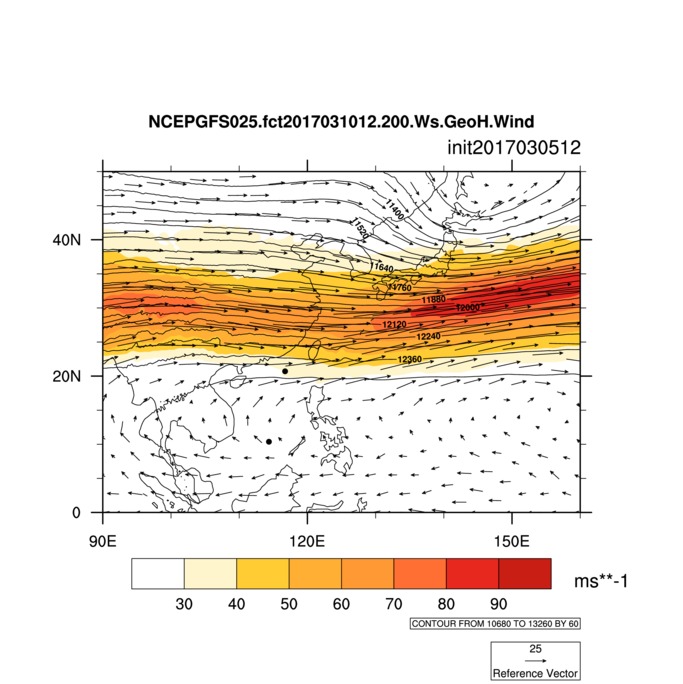 NCEPGFS025.fct2017031012.200.Ws.GeoH.Wind
init2017030512
11400
11520
40N
11640
11760
11880
12000
12120
12240
12360
20N
0
90E 120E 150E
30 40 50 60 70 80 90
ms**-1
CONTOUR FROM 10680 TO 13260 BY 60
25
Reference Vector